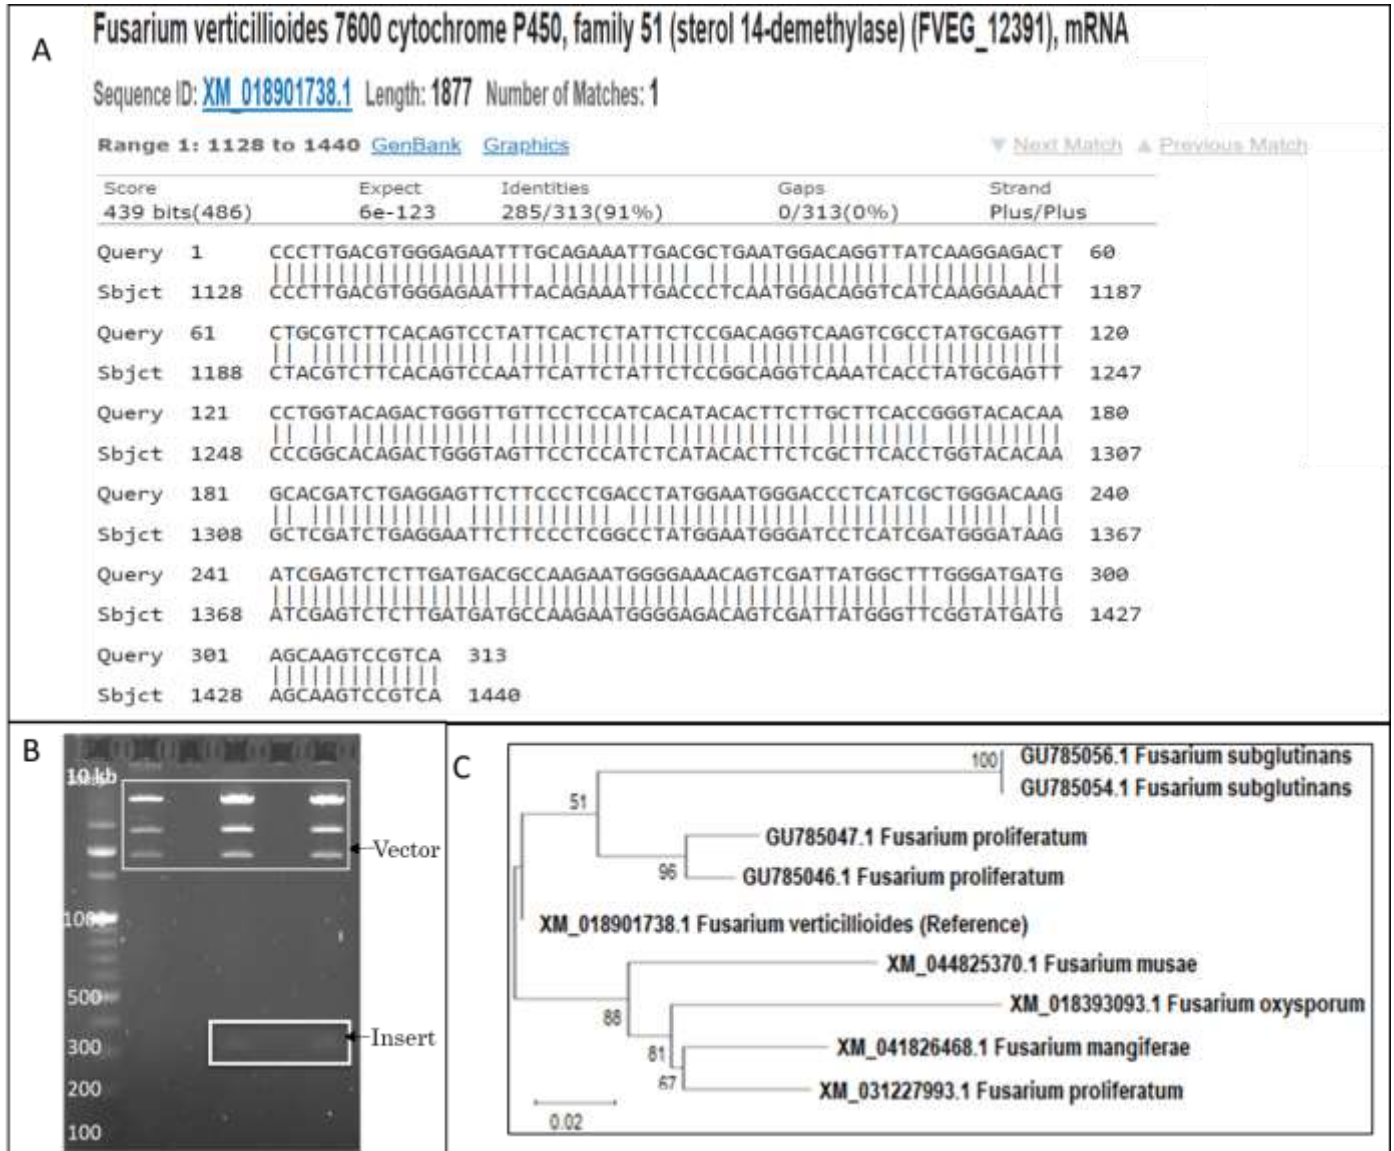 A
Fusarium verticillioides 7600 cytochrome P450, family 51 (sterol 14-demethylase) (FVEG_12391), mRNA
Sequence ID: XM_018901738.1 Length: 1877 Number of Matches: 1
Range 1: 1128 to 1440 GenBank Graphics ▼ Next Match ▲ Previous Match
Score Expect Identities Gaps Strand
439 bits(486) 6e-123 285/313(91%) 0/313(0%) Plus/Plus
Query 1 CCCTTGACGTGGGAGAATTTGCAGAAATTGACGCTGAATGGACAGGTTATCAAGGAGACT 60
Sbjct 1128 CCCTTGACGTGGGAGAATTTACAGAAATTGACCCTCAATGGACAGGTCATCAAGGAAACT 1187
Query 61 CTGCGTCTTCACAGTCCTATTCACTCTATTCTCCGACAGGTCAAGTCGCCTATGCGAGTT 120
Sbjct 1188 CTACGTCTTCACAGTCCAATTCATTCTATTCTCCGGCAGGTCAAATCACCTATGCGAGTT 1247
Query 121 CCTGGTACAGACTGGGTTGTTCCTCCATCACATACACTTCTTGCTTCACCGGGTACACAA 180
Sbjct 1248 CCCGGCACAGACTGGGTAGTTCCTCCATCTCATACACTTCTCGCTTCACCTGGTACACAA 1307
Query 181 GCACGATCTGAGGAGTTCTTCCCTCGACCTATGGAATGGGACCCTCATCGCTGGGACAAG 240
Sbjct 1308 GCTCGATCTGAGGAATTCTTCCCTCGGCCTATGGAATGGGATCCTCATCGATGGGATAAG 1367
Query 241 ATCGAGTCTCTTGATGACGCCAAGAATGGGGAAACAGTCGATTATGGCTTTGGGATGATG 300
Sbjct 1368 ATCGAGTCTCTTGATGATGCCAAGAATGGGGAGACAGTCGATTATGGGTTCGGTATGATG 1427
Query 301 AGCAAGTCCGTCA 313
Sbjct 1428 AGCAAGTCCGTCA 1440
B
10 kb
Vector
1000
500
Insert
300
200
100
C
100 GU785056.1 Fusarium subglutinans
GU785054.1 Fusarium subglutinans
51
GU785047.1 Fusarium proliferatum
96 GU785046.1 Fusarium proliferatum
XM_018901738.1 Fusarium verticillioides (Reference)
XM_044825370.1 Fusarium musae
88 XM_018393093.1 Fusarium oxysporum
81 XM_041826468.1 Fusarium mangiferae
67 XM_031227993.1 Fusarium proliferatum
0.02